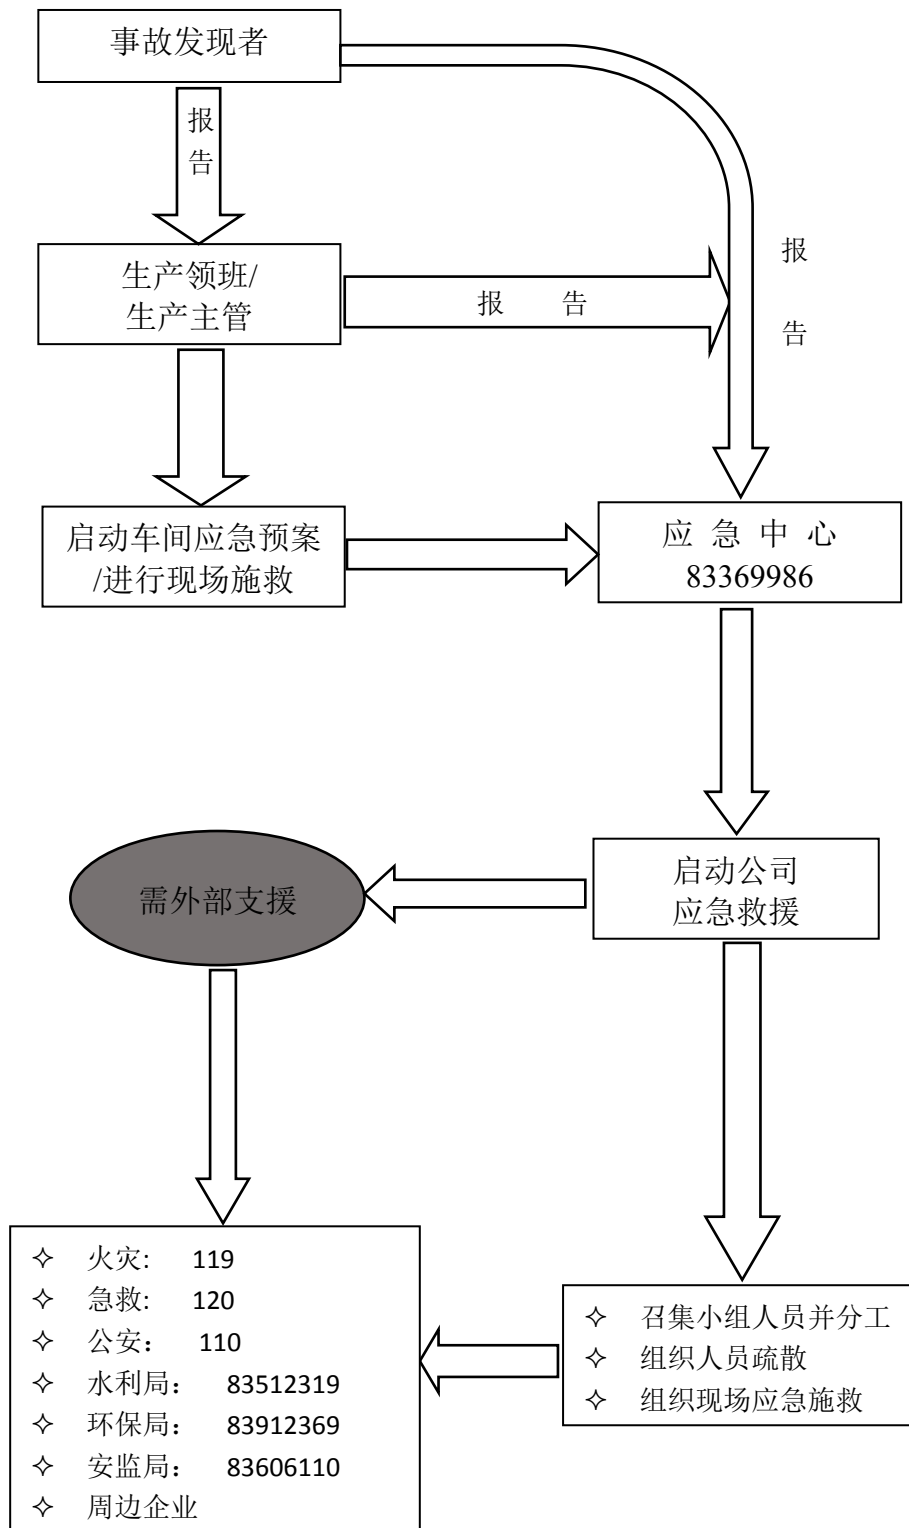 事故发现者
报
告
生产领班/
生产主管
报 告
报
告
启动车间应急预案
/进行现场施救
应 急 中 心
83369986
需外部支援
启动公司
应急救援
✧ 火灾: 119
✧ 急救: 120
✧ 公安： 110
✧ 水利局： 83512319
✧ 环保局： 83912369
✧ 安监局： 83606110
✧ 周边企业
✧ 召集小组人员并分工
✧ 组织人员疏散
✧ 组织现场应急施救